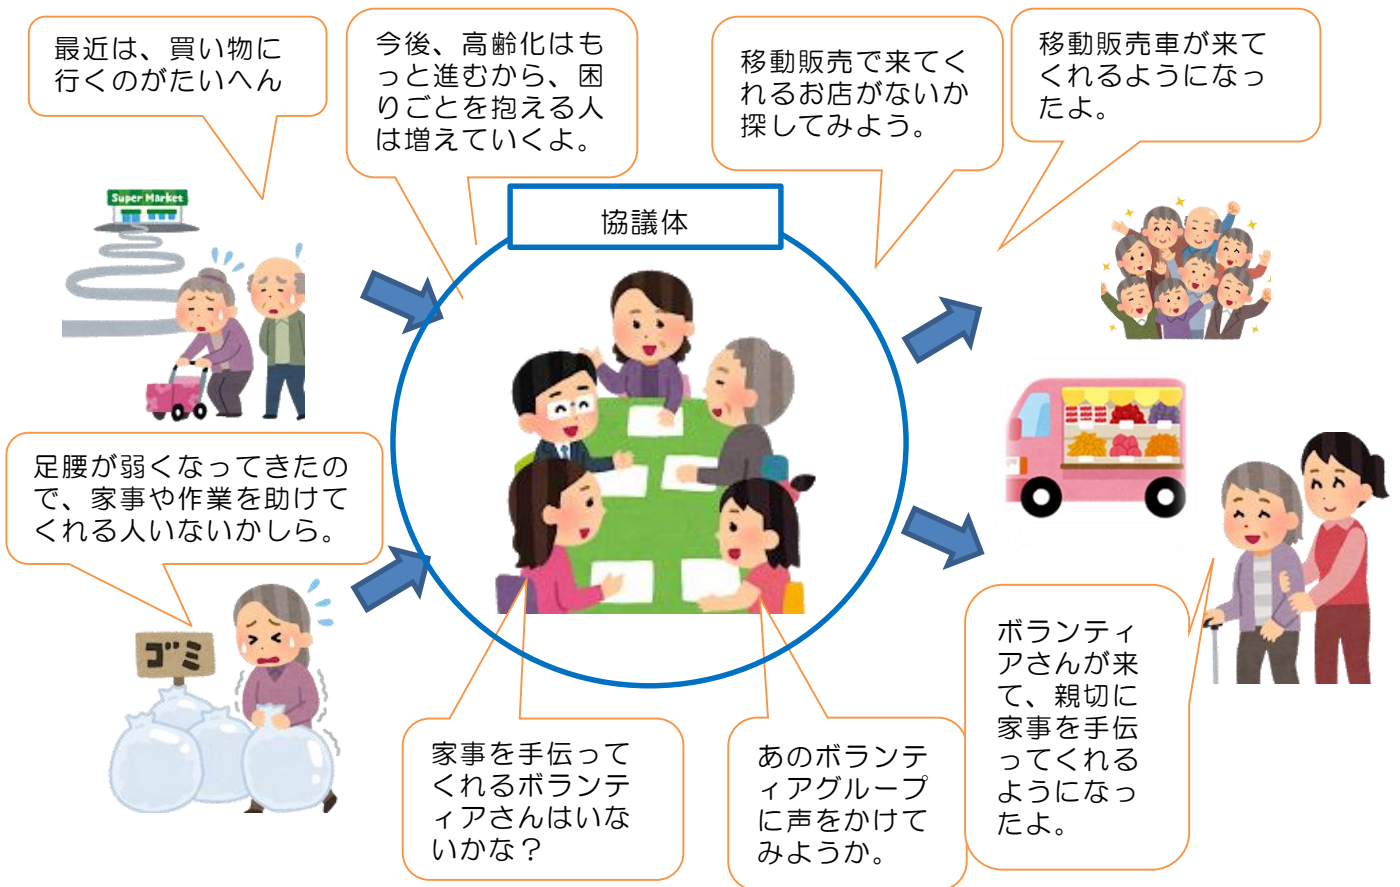 最近は、買い物に
行くのがたいへん
今後、高齢化はも
っと進むから、困
りごとを抱える人
は増えていくよ。
移動販売で来てく
れるお店がないか
探してみよう。
移動販売車が来て
くれるようになっ
たよ。
Super Market
協議体
足腰が弱くなってきたの
で、家事や作業を助けて
くれる人いないかしら。
ゴミ
家事を手伝って
くれるボランテ
ィアさんはいな
いかな？
あのボランテ
ィアグループ
に声をかけて
みようか。
ボランティ
アさんが来
て、親切に
家事を手伝
ってくれる
ようになっ
たよ。